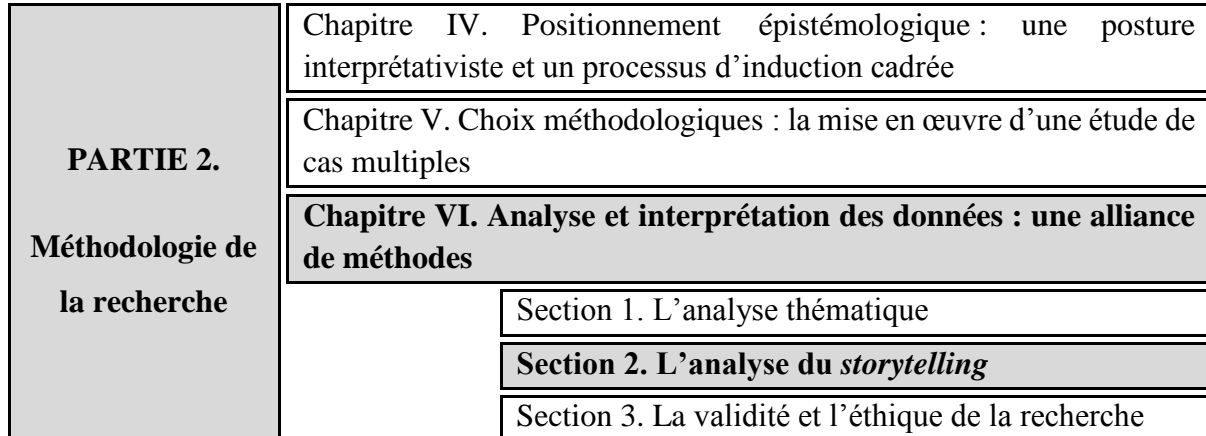 PARTIE 2.
Méthodologie de
la recherche
Chapitre IV. Positionnement épistémologique : une posture
interprétativiste et un processus d’induction cadrée
Chapitre V. Choix méthodologiques : la mise en œuvre d’une étude de
cas multiples
Chapitre VI. Analyse et interprétation des données : une alliance
de méthodes
Section 1. L’analyse thématique
Section 2. L’analyse du storytelling
Section 3. La validité et l’éthique de la recherche